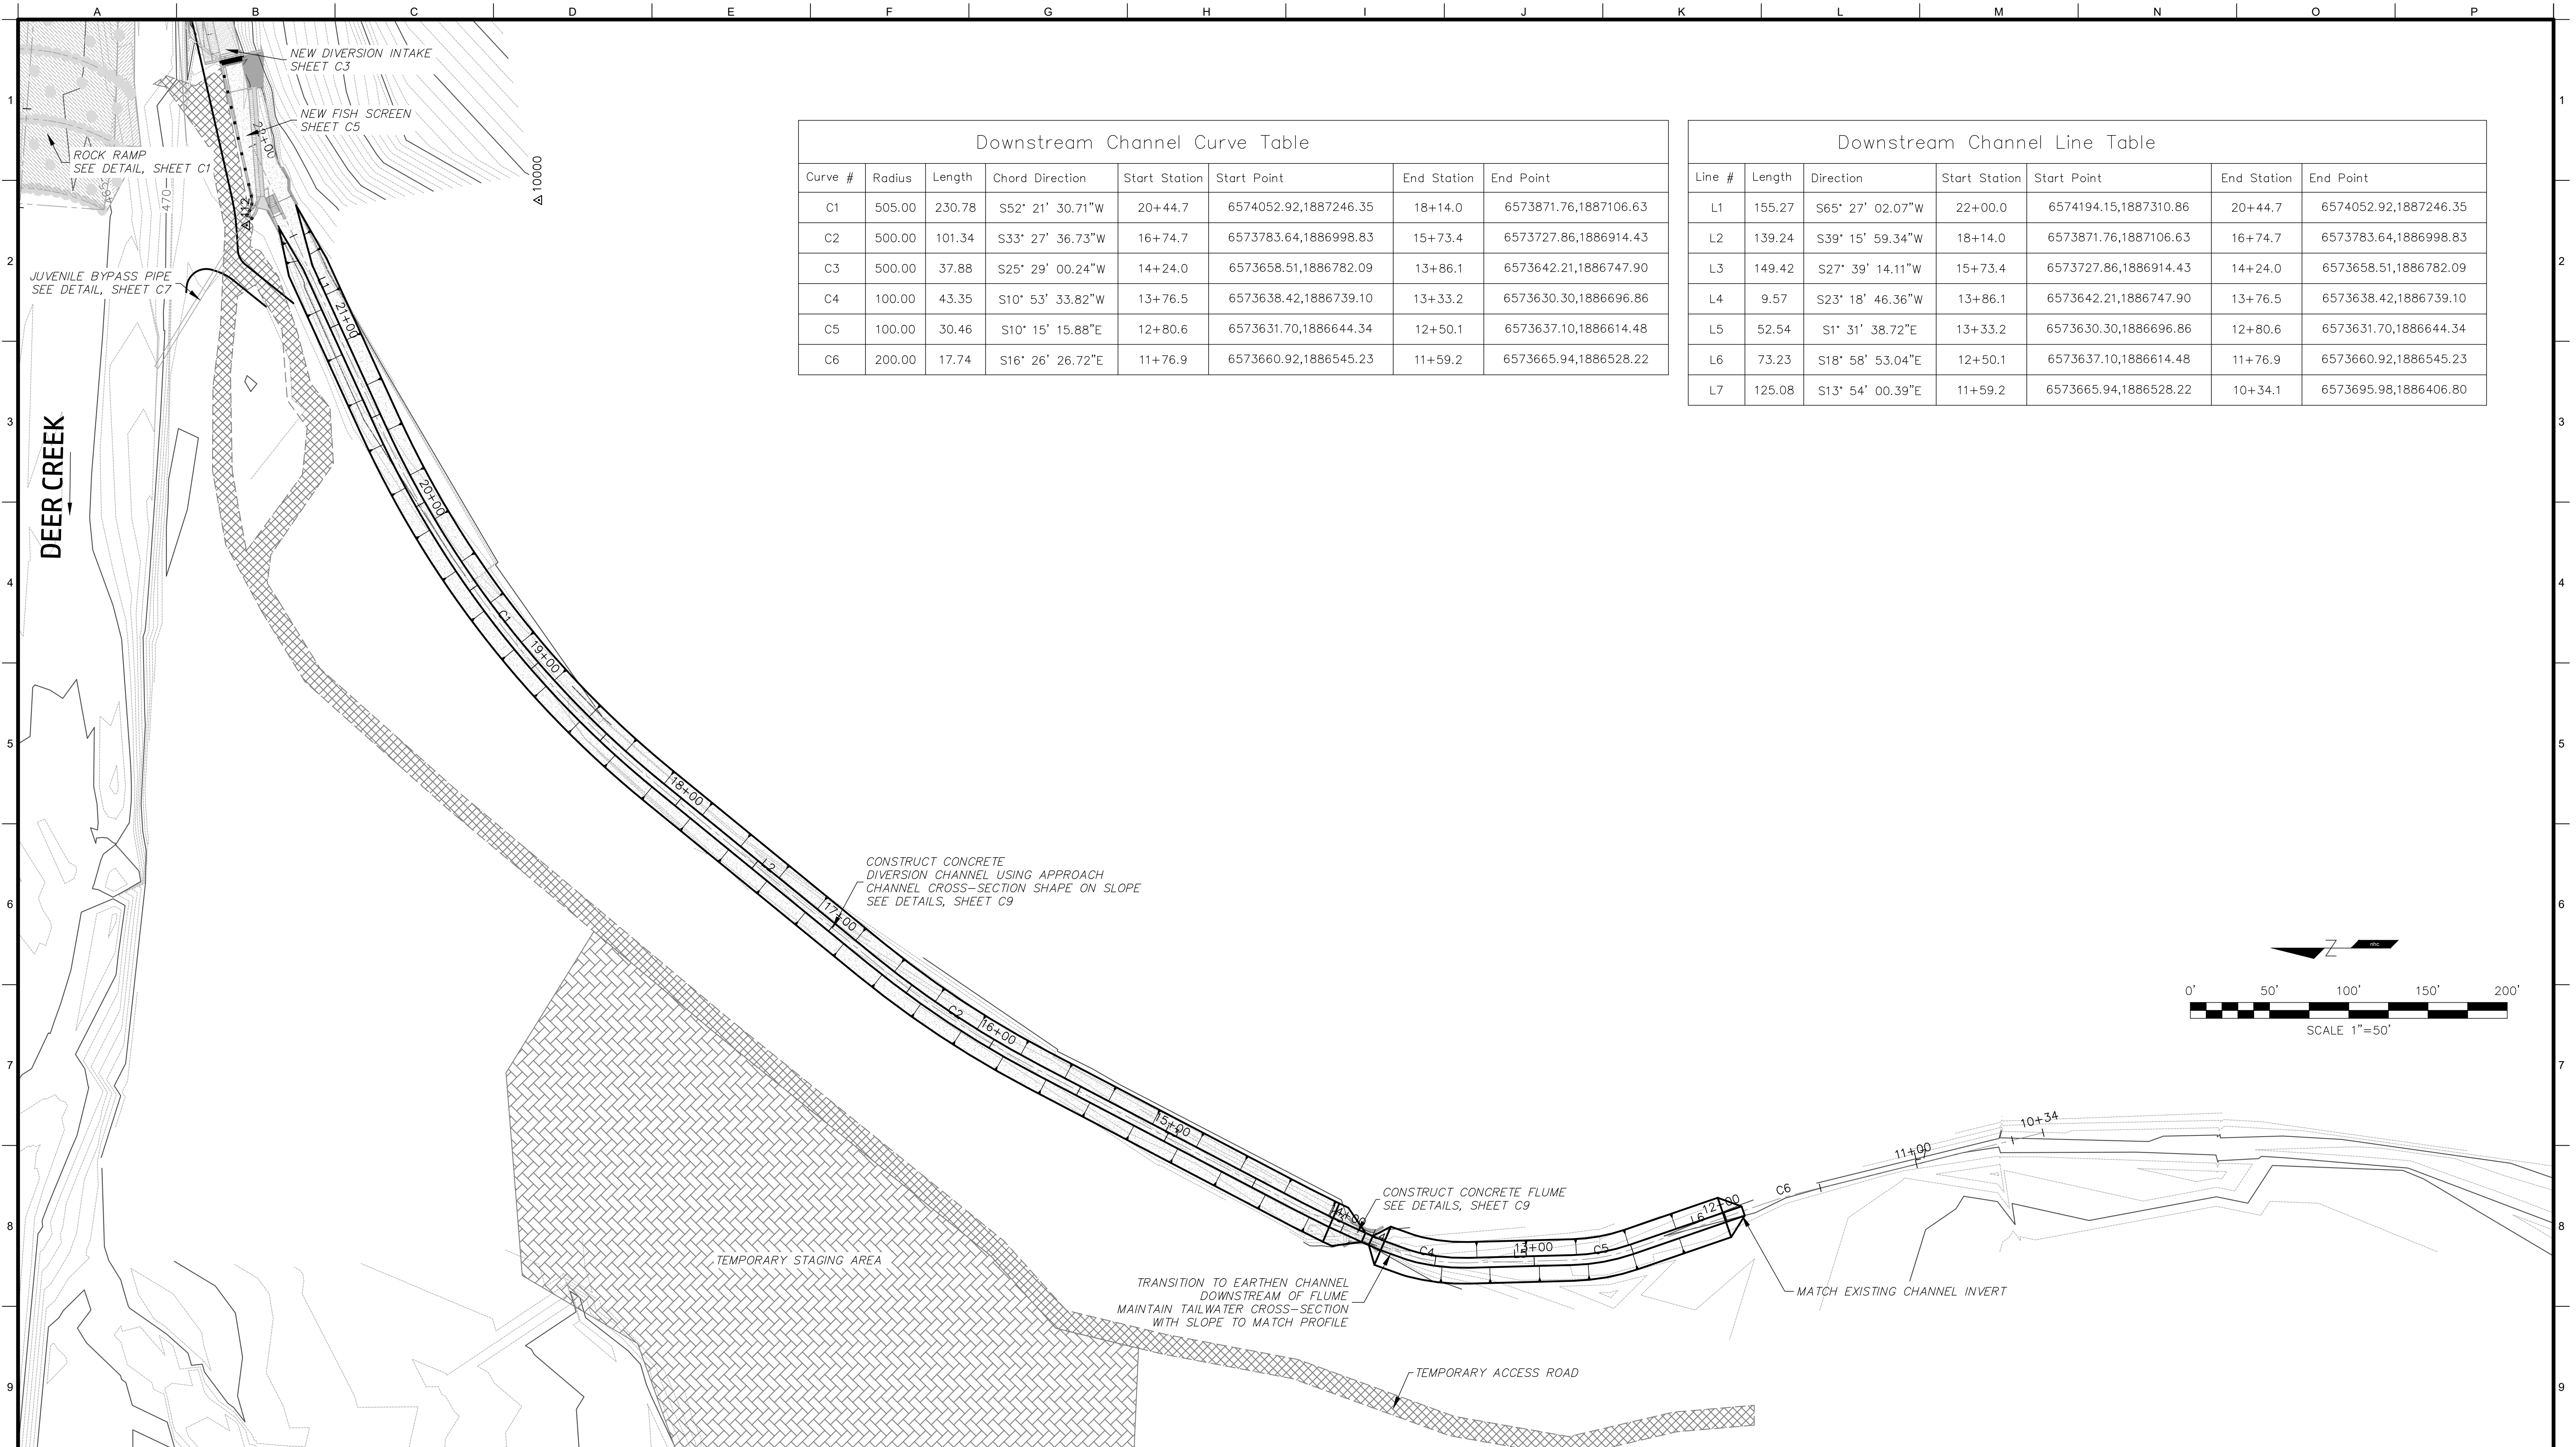 A B C D E F G H I J K L M N O P
1 1
2 2
3 3
4 4
5 5
6 6
7 7
8 8
9 9
NEW DIVERSION INTAKE
SHEET C3
NEW FISH SCREEN
SHEET C5
ROCK RAMP
SEE DETAIL, SHEET C1
470
112
22+00
10000
JUVENILE BYPASS PIPE
SEE DETAIL, SHEET C7
DEER CREEK
Downstream Channel Curve Table
Curve # Radius Length Chord Direction Start Station Start Point End Station End Point
C1 505.00 230.78 S52° 21' 30.71"W 20+44.7 6574052.92,1887246.35 18+14.0 6573871.76,1887106.63
C2 500.00 101.34 S33° 27' 36.73"W 16+74.7 6573783.64,1886998.83 15+73.4 6573727.86,1886914.43
C3 500.00 37.88 S25° 29' 00.24"W 14+24.0 6573658.51,1886782.09 13+86.1 6573642.21,1886747.90
C4 100.00 43.35 S10° 53' 33.82"W 13+76.5 6573638.42,1886739.10 13+33.2 6573630.30,1886696.86
C5 100.00 30.46 S10° 15' 15.88"E 12+80.6 6573631.70,1886644.34 12+50.1 6573637.10,1886614.48
C6 200.00 17.74 S16° 26' 26.72"E 11+76.9 6573660.92,1886545.23 11+59.2 6573665.94,1886528.22
Downstream Channel Line Table
Line # Length Direction Start Station Start Point End Station End Point
L1 155.27 S65° 27' 02.07"W 22+00.0 6574194.15,1887310.86 20+44.7 6574052.92,1887246.35
L2 139.24 S39° 15' 59.34"W 18+14.0 6573871.76,1887106.63 16+74.7 6573783.64,1886998.83
L3 149.42 S27° 39' 14.11"W 15+73.4 6573727.86,1886914.43 14+24.0 6573658.51,1886782.09
L4 9.57 S23° 18' 46.36"W 13+86.1 6573642.21,1886747.90 13+76.5 6573638.42,1886739.10
L5 52.54 S1° 31' 38.72"E 13+33.2 6573630.30,1886696.86 12+80.6 6573631.70,1886644.34
L6 73.23 S18° 58' 53.04"E 12+50.1 6573637.10,1886614.48 11+76.9 6573660.92,1886545.23
L7 125.08 S13° 54' 00.39"E 11+59.2 6573665.94,1886528.22 10+34.1 6573695.98,1886406.80
L1
21+00
20+00
C1
19+00
18+00
L2
17+00
CONSTRUCT CONCRETE
DIVERSION CHANNEL USING APPROACH
CHANNEL CROSS-SECTION SHAPE ON SLOPE
SEE DETAILS, SHEET C9
C2
16+00
15+00
14+00
CONSTRUCT CONCRETE FLUME
SEE DETAILS, SHEET C9
C4
13+00
L5
C5
L6
12+00
C6
11+00
L7
10+34
Z
nhc
0' 50' 100' 150' 200'
SCALE 1"=50'
TEMPORARY STAGING AREA
TRANSITION TO EARTHEN CHANNEL
DOWNSTREAM OF FLUME
MAINTAIN TAILWATER CROSS-SECTION
WITH SLOPE TO MATCH PROFILE
MATCH EXISTING CHANNEL INVERT
TEMPORARY ACCESS ROAD